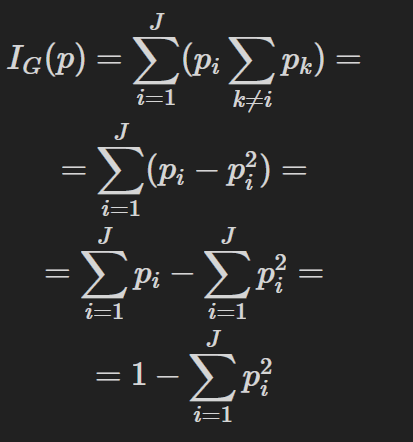 I_G(p) = \sum_{i=1}^{J} (p_i \sum_{k \neq i} p_k) =
= \sum_{i=1}^{J} (p_i - p_i^2) =
= \sum_{i=1}^{J} p_i - \sum_{i=1}^{J} p_i^2 =
= 1 - \sum_{i=1}^{J} p_i^2